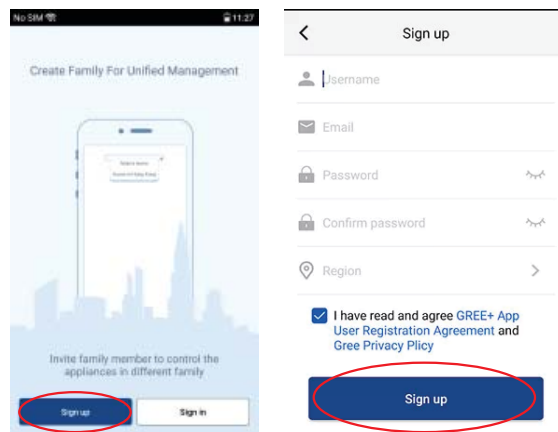 No SIM
11:27
Create Family For Unified Management
Invite family member to control the
appliances in different family
Sign up
Sign in
Sign up
Username
Email
Password
Confirm password
Region
I have read and agree GREE+ App
User Registration Agreement and
Gree Privacy Plicy
Sign up